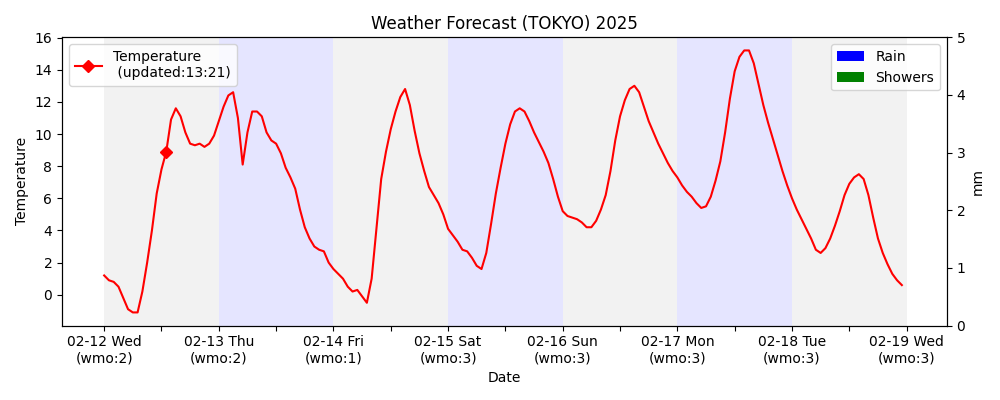 Weather Forecast (TOKYO) 2025
Temperature
(updated:13:21)
Rain
Showers
16
14
12
10
8
6
4
2
0
Temperature
5
4
3
2
1
0
mm
02-12 Wed 02-13 Thu 02-14 Fri 02-15 Sat 02-16 Sun 02-17 Mon 02-18 Tue 02-19 Wed
(wmo:2) (wmo:2) (wmo:1) (wmo:3) (wmo:3) (wmo:3) (wmo:3) (wmo:3)
Date